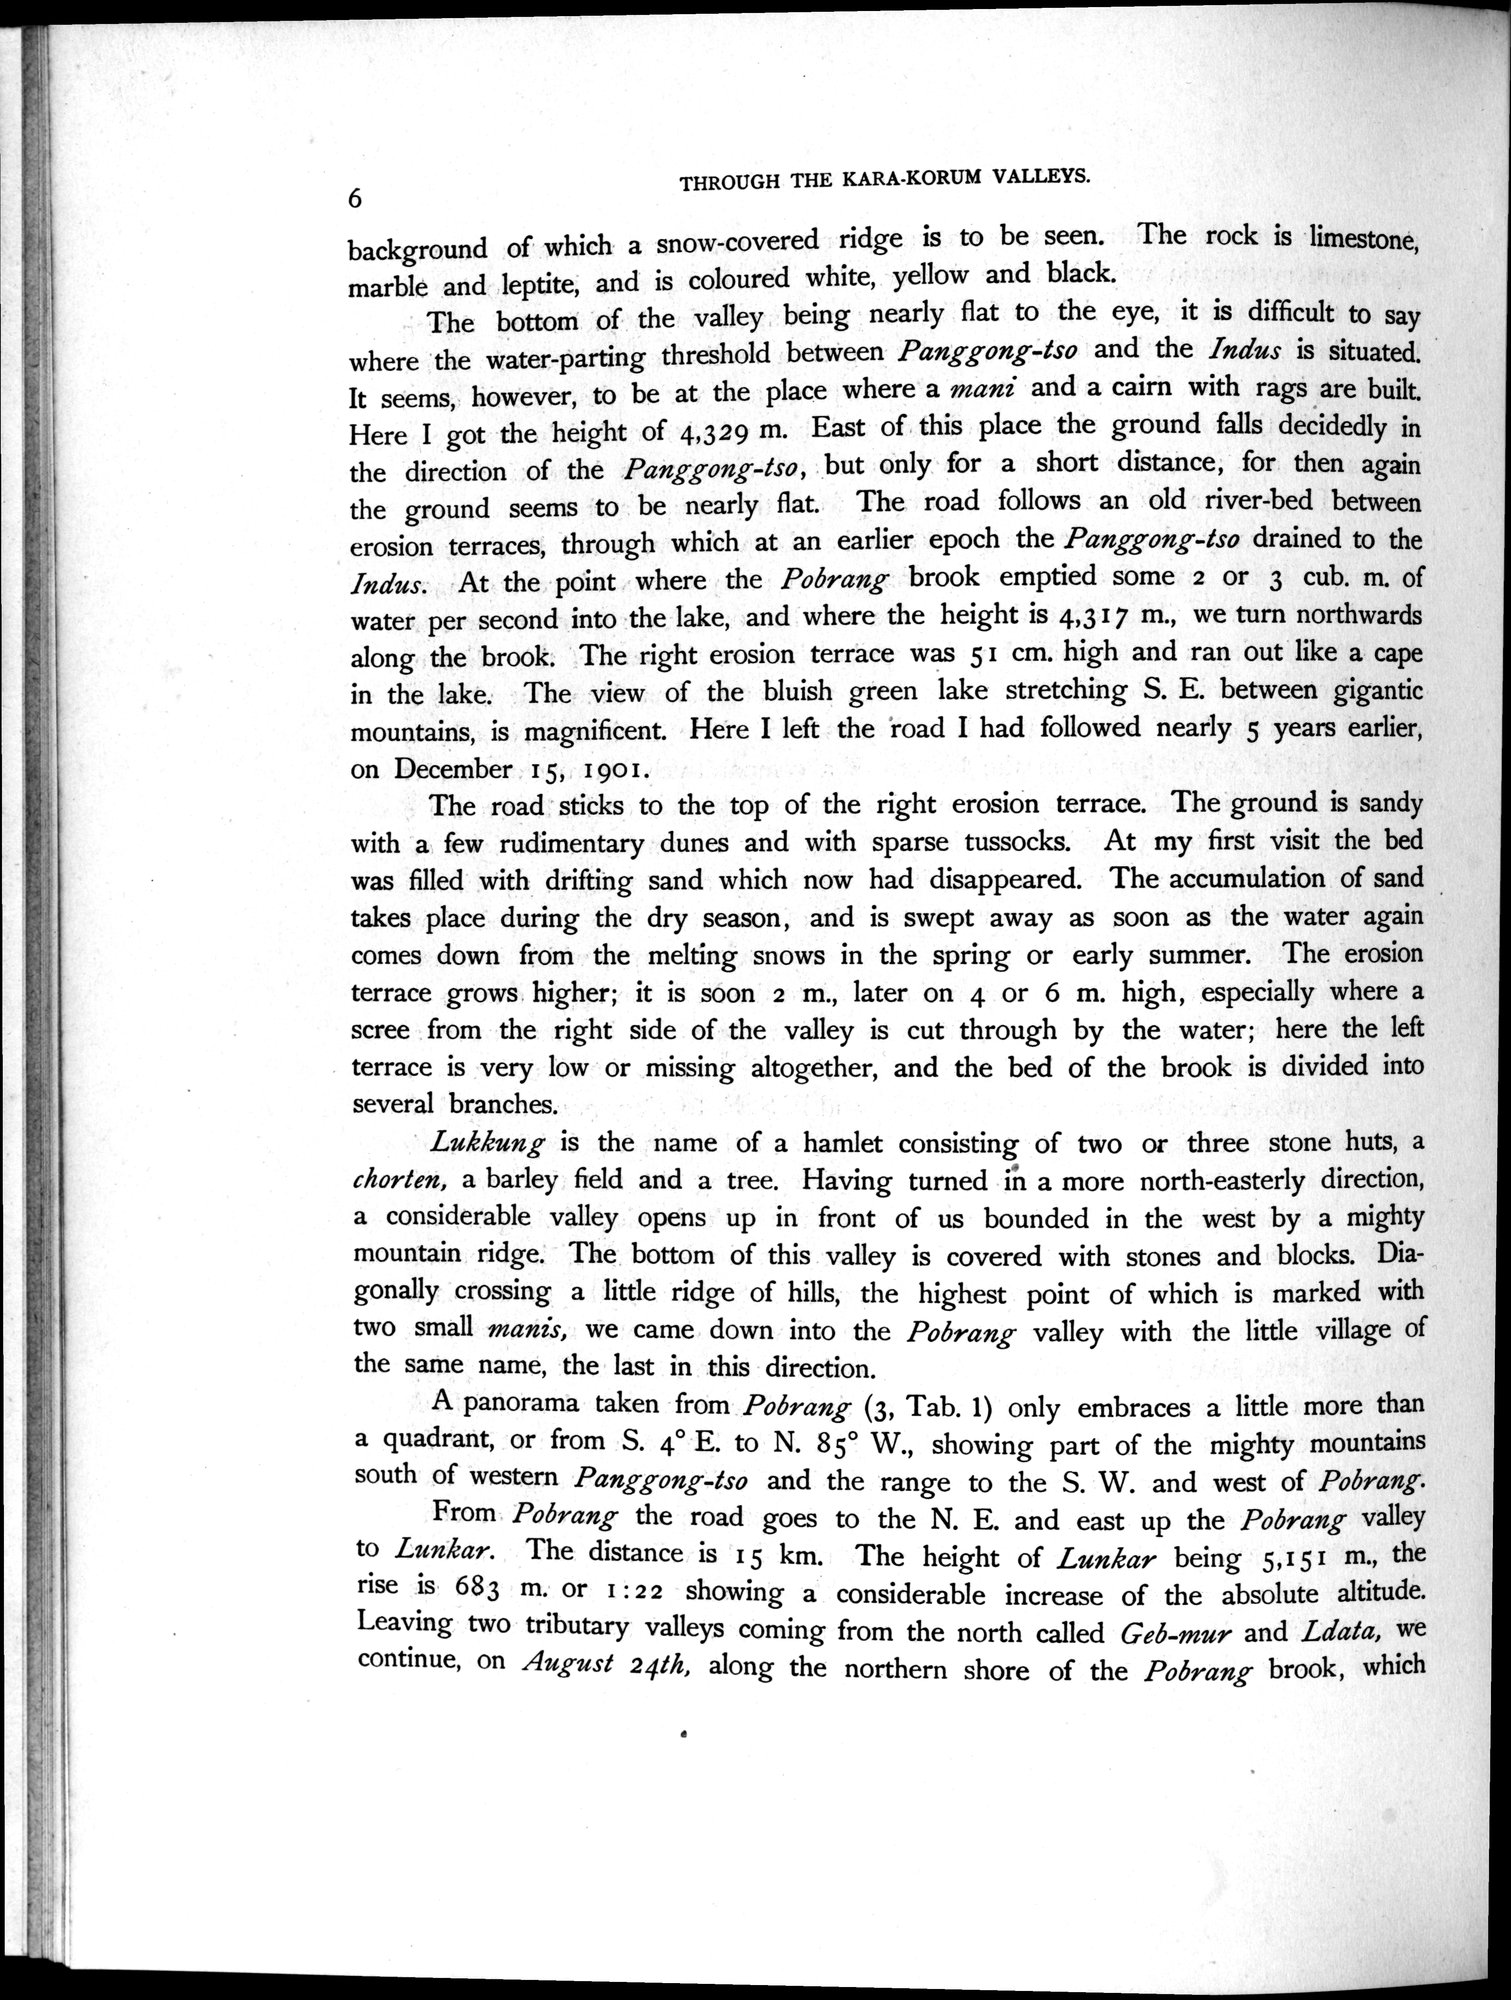 6
THROUGH THE KARA-KORUM VALLEYS.
background of which a snow-covered ridge is to be seen. The rock is limestone,
marble and leptite, and is coloured white, yellow and black.
The bottom of the valley being nearly flat to the eye, it is difficult to say
where the water-parting threshold between Panggong-tso and the Indus is situated.
It seems, however, to be at the place where a mani and a cairn with rags are built.
Here I got the height of 4,329 m. East of this place the ground falls decidedly in
the direction of the Panggong-tso, but only for a short distance, for then again
the ground seems to be nearly flat. The road follows an old river-bed between
erosion terraces, through which at an earlier epoch the Panggong-tso drained to the
Indus. At the point where the Pobrang brook emptied some 2 or 3 cub. m. of
water per second into the lake, and where the height is 4,317 m., we turn northwards
along the brook. The right erosion terrace was 51 cm. high and ran out like a cape
in the lake. The view of the bluish green lake stretching S. E. between gigantic
mountains, is magnificent. Here I left the road I had followed nearly 5 years earlier,
on December 15, 1901.
The road sticks to the top of the right erosion terrace. The ground is sandy
with a few rudimentary dunes and with sparse tussocks. At my first visit the bed
was filled with drifting sand which now had disappeared. The accumulation of sand
takes place during the dry season, and is swept away as soon as the water again
comes down from the melting snows in the spring or early summer. The erosion
terrace grows higher; it is soon 2 m., later on 4 or 6 m. high, especially where a
scree from the right side of the valley is cut through by the water; here the left
terrace is very low or missing altogether, and the bed of the brook is divided into
several branches.
Lukkung is the name of a hamlet consisting of two or three stone huts, a
chorten, a barley field and a tree. Having turned in a more north-easterly direction,
a considerable valley opens up in front of us bounded in the west by a mighty
mountain ridge. The bottom of this valley is covered with stones and blocks. Dia-
gonally crossing a little ridge of hills, the highest point of which is marked with
two small manis, we came down into the Pobrang valley with the little village of
the same name, the last in this direction.
A panorama taken from Pobrang (3, Tab. 1) only embraces a little more than
a quadrant, or from S. 4° E. to N. 85° W., showing part of the mighty mountains
south of western Panggong-tso and the range to the S. W. and west of Pobrang.
From Pobrang the road goes to the N. E. and east up the Pobrang valley
to Lunkar. The distance is 15 km. The height of Lunkar being 5,151 m., the
rise is 683 m. or 1:22 showing a considerable increase of the absolute altitude.
Leaving two tributary valleys coming from the north called Geb-mur and Ldata, we
continue, on August 24th, along the northern shore of the Pobrang brook, which